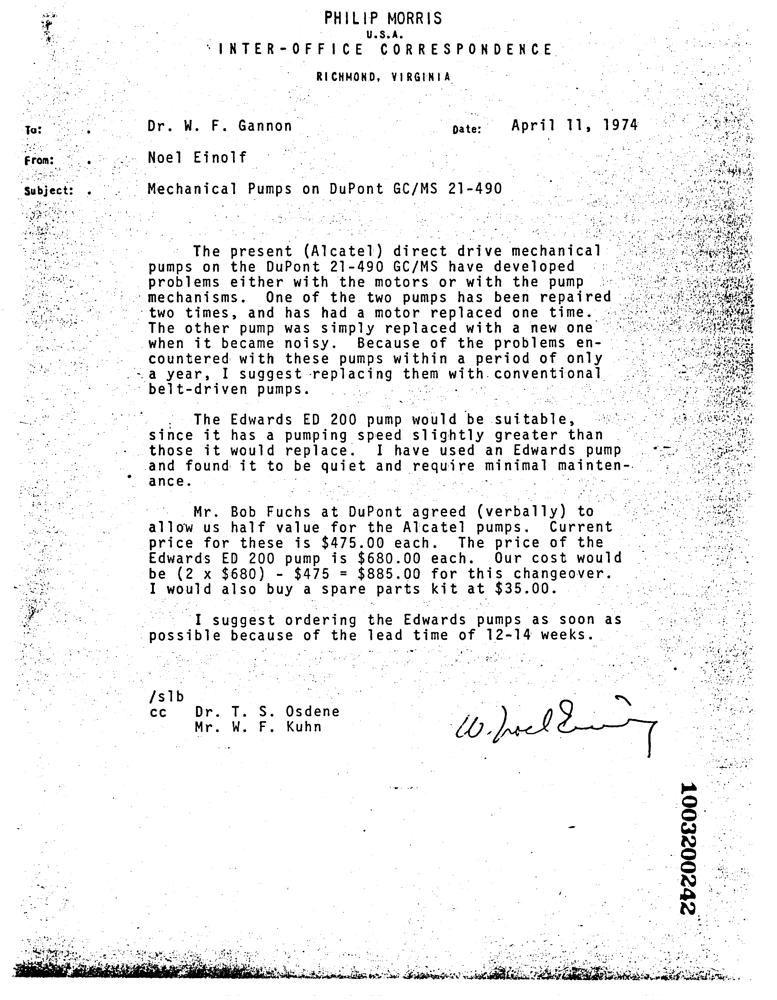 PHILIP MORRIS
U.S.A.
INTER-OFFICE CORRESPONDENCE
RICHMOND, VIRGINIA
To: Dr. W. F. Gannon Date: April 11, 1974
From: Noel Einolf
Subject: Mechanical Pumps on DuPont GC/MS 21-490
The present (Alcatel) direct drive mechanical
pumps on the DuPont 21-490 GC/MS have developed
problems either with the motors or with the pump
mechanisms. One of the two pumps has been repaired
two times, and has had a motor replaced one time.
The other pump was simply replaced with a new one
when it became noisy. Because of the problems en-
countered with these pumps within a period of only
a year, I suggest replacing them with conventional
belt-driven pumps.
The Edwards ED 200 pump would be suitable,
since it has a pumping speed slightly greater than
those it would replace. I have used an Edwards pump
and found it to be quiet and require minimal mainten-
ance.
Mr. Bob Fuchs at DuPont agreed (verbally) to
allow us half value for the Alcatel pumps. Current
price for these is $475.00 each. The price of the
Edwards ED 200 pump is $680.00 each. Our cost would
be (2 x $680) - $475 = $885.00 for this changeover.
I would also buy a spare parts kit at $35.00.
I suggest ordering the Edwards pumps as soon as
possible because of the lead time of 12-14 weeks.
/slb
cc Dr. T. S. Osdene
Mr. W. F. Kuhn
W. Noel Einolf
1003200242